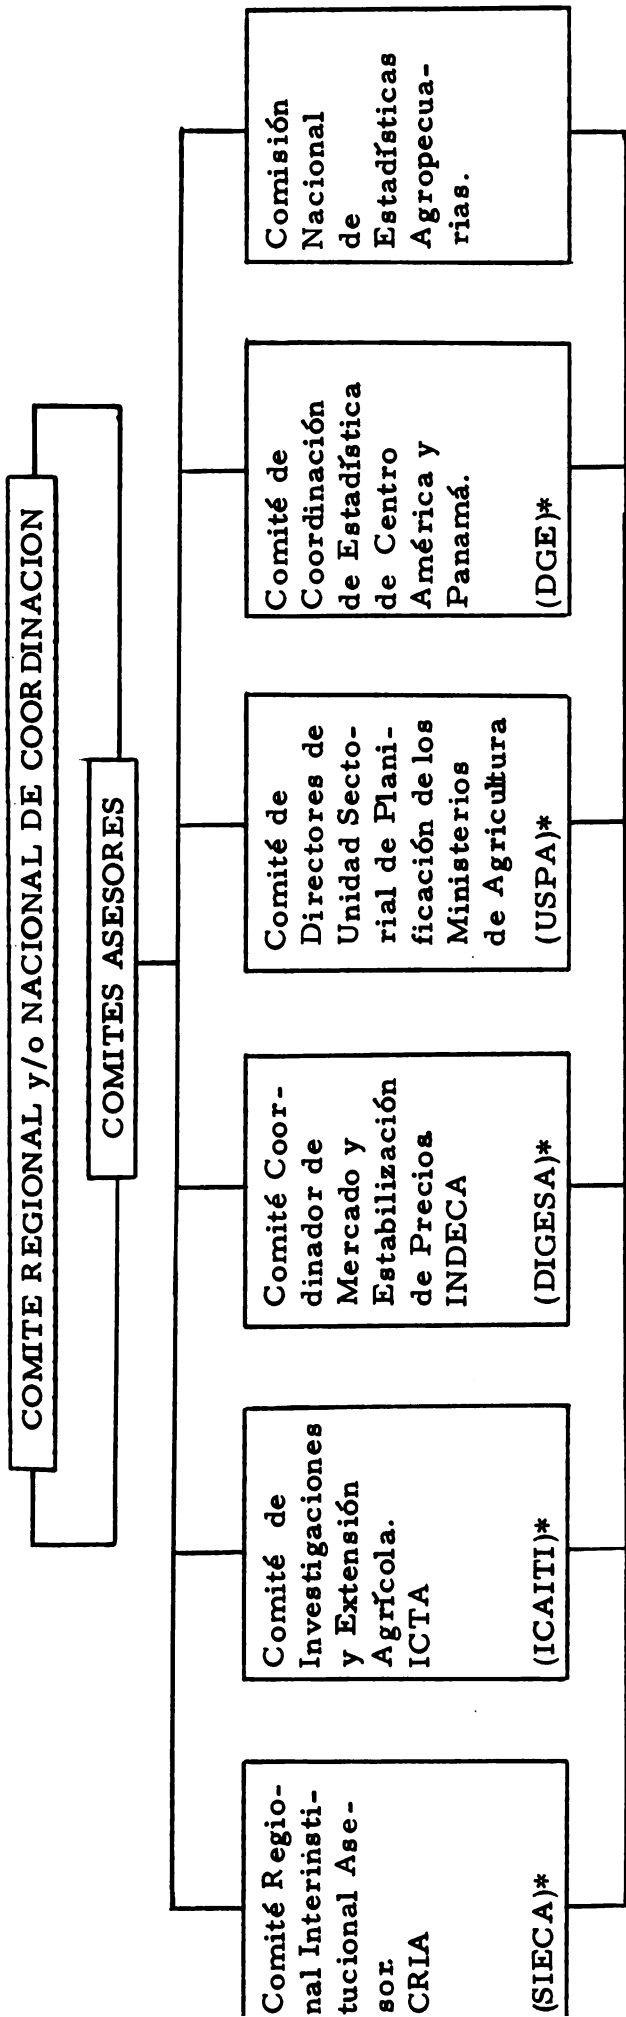 COMITE REGIONAL y/o NACIONAL DE COORDINACION
COMITES ASESORES
Comité Regio-
nal Interinsti-
tucional Ase-
sor.
CRIA
(SIECA)*
Comité de
Investigaciones
y Extensión
Agrícola.
ICTA
(ICAITI)*
Comité Coor-
dinador de
Mercado y
Estabilización
de Precios.
INDECA
(DIGESA)*
Comité de
Directores de
Unidad Secto-
rial de Plani-
ficación de los
Ministerios
de Agricultura
(USPA)*
Comité de
Coordinación
de Estadística
de Centro
América y
Panamá.
(DGE)*
Comisión
Nacional
de
Estadísticas
Agropecua-
rias.